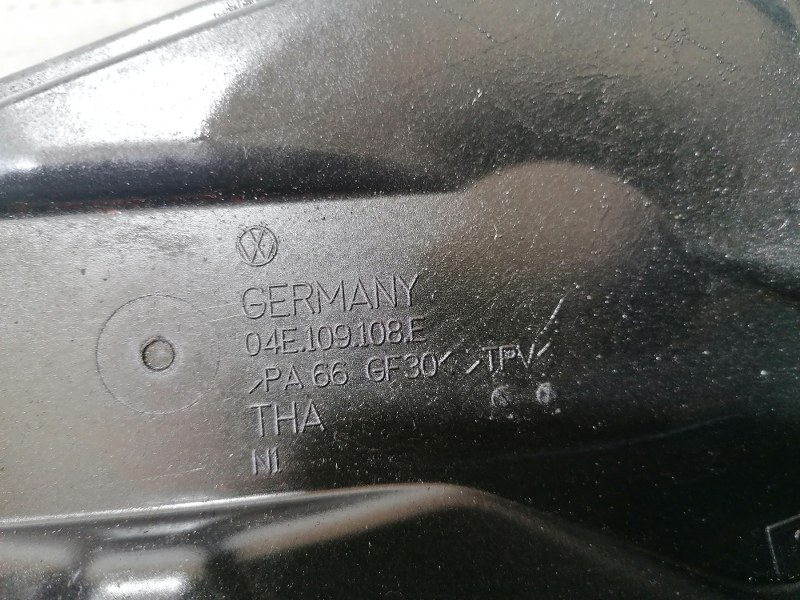 GERMANY
04E.109.108.E
>PA 66 GF30< >TPV<
THA
N1